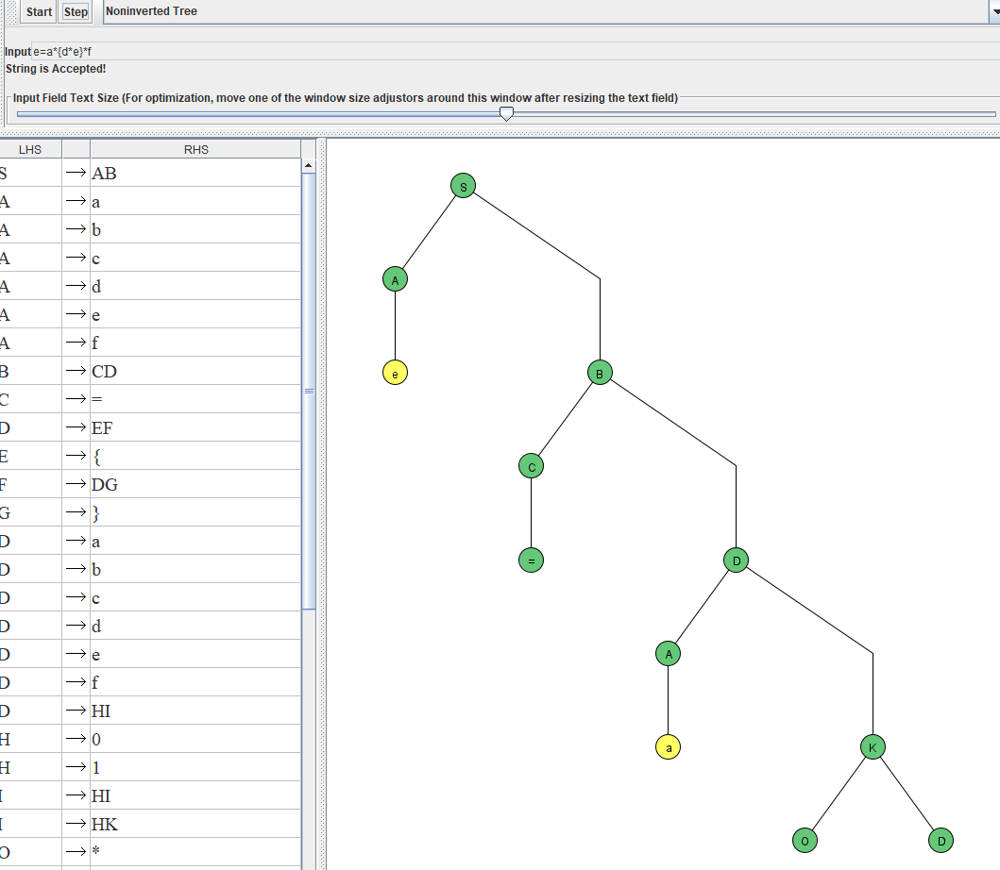 Start Step Noninverted Tree
Input e=a*{d*e}*f
String is Accepted!
Input Field Text Size (For optimization, move one of the window size adjustors around this window after resizing the text field)
LHS RHS
S → AB
A → a
A → b
A → c
A → d
A → e
A → f
B → CD
C → =
D → EF
E → {
F → DG
G → }
D → a
D → b
D → c
D → d
D → e
D → f
D → HI
H → 0
H → 1
I → HI
I → HK
O → *
S
A
e
B
C
=
D
A
a
K
O
D